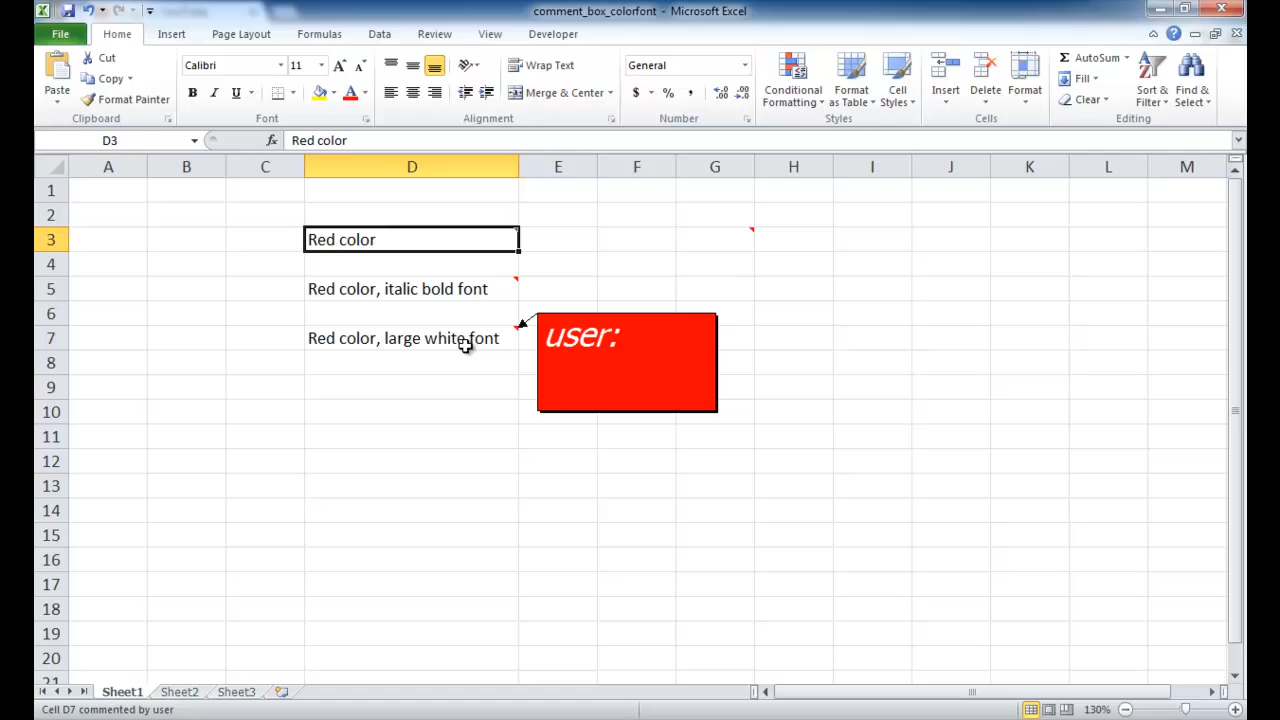 comment_box_colorfont - Microsoft Excel
File Home Insert Page Layout Formulas Data Review View Developer
Paste
Cut
Copy
Format Painter
Clipboard
Calibri 11
B I U
Font
Wrap Text
Merge & Center
Alignment
General
$ % ,
Number
Conditional Formatting
Format as Table
Cell Styles
Styles
Insert
Delete
Format
Cells
AutoSum
Fill
Clear
Sort & Filter
Find & Select
Editing
D3 fx Red color
A B C D E F G H I J K L M
1
2
3 Red color
4
5 Red color, italic bold font
6
7 Red color, large white font
user:
8
9
10
11
12
13
14
15
16
17
18
19
20
21
Sheet1 Sheet2 Sheet3
Cell D7 commented by user 130%